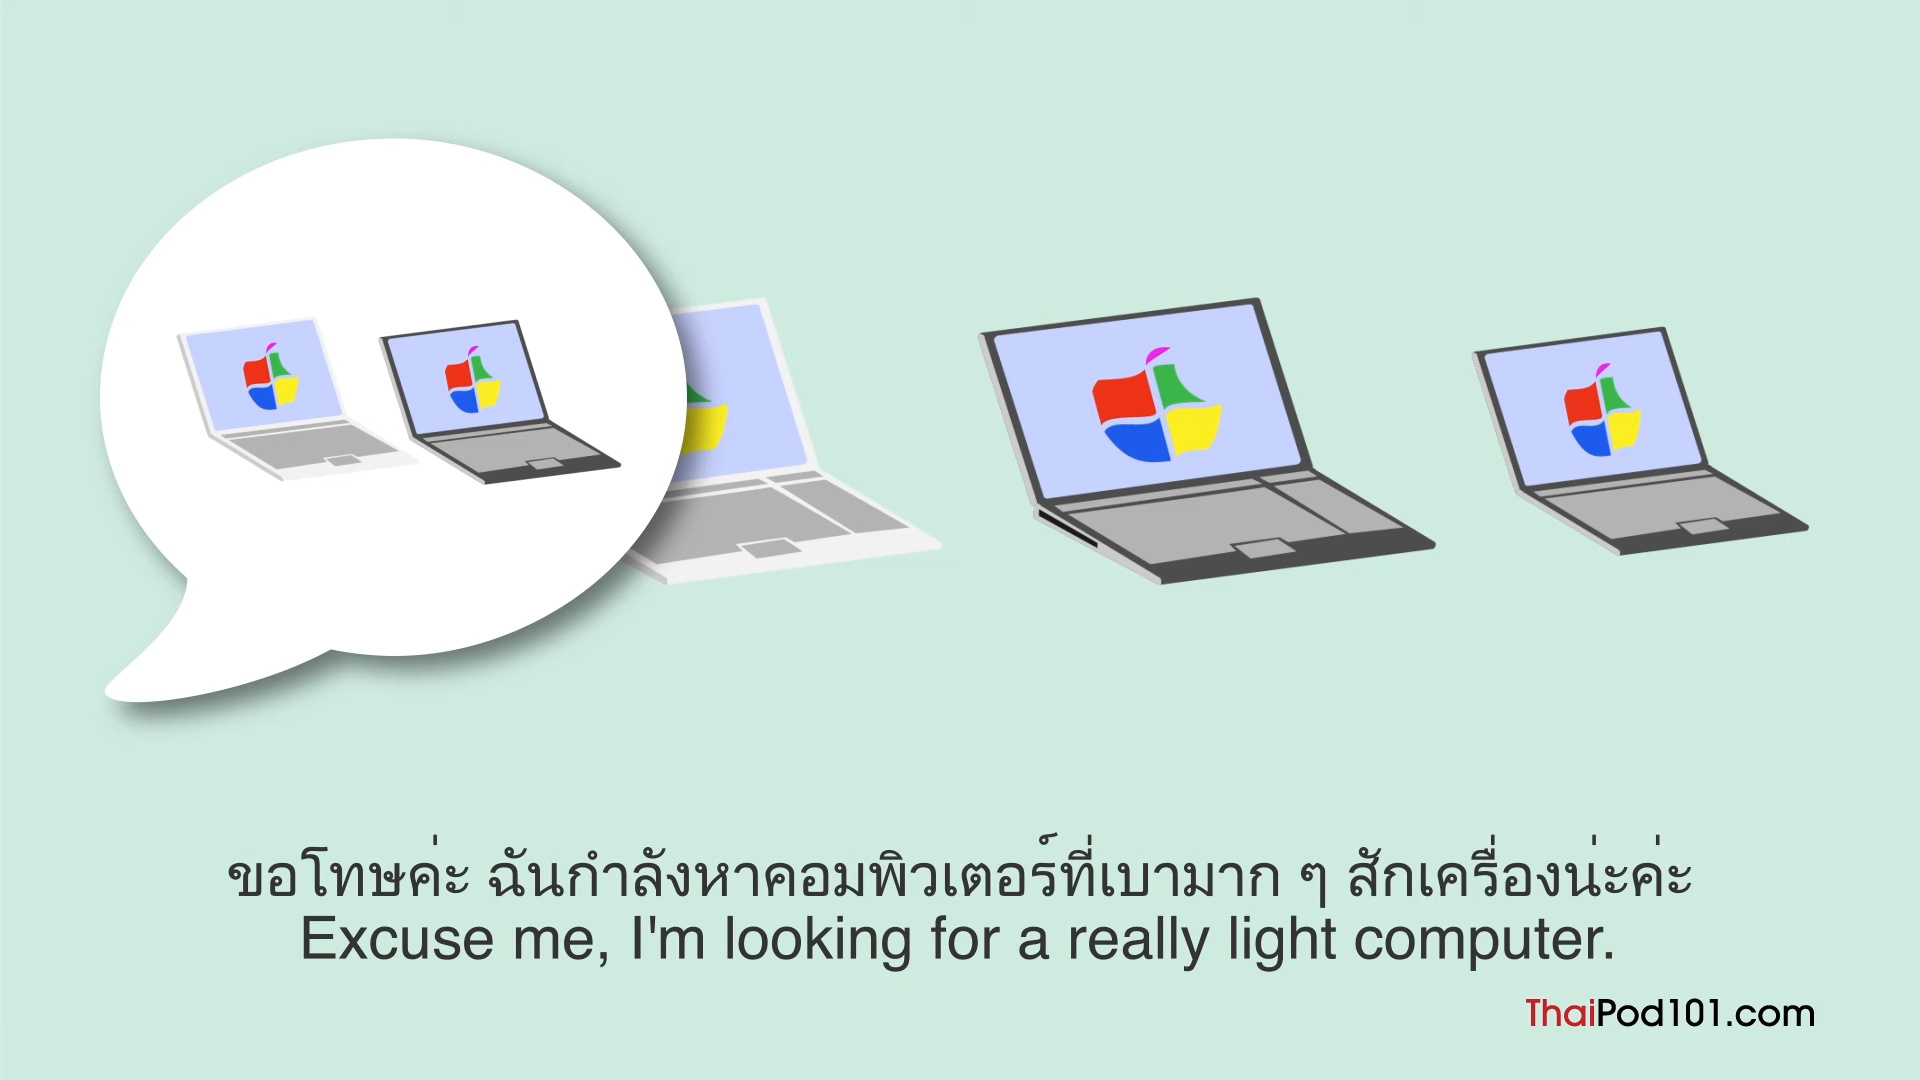 ขอโทษค่ะ ฉันกำลังหาคอมพิวเตอร์ที่เบามาก ๆ สักเครื่องน่ะค่ะ
Excuse me, I'm looking for a really light computer.
ThaiPod101.com